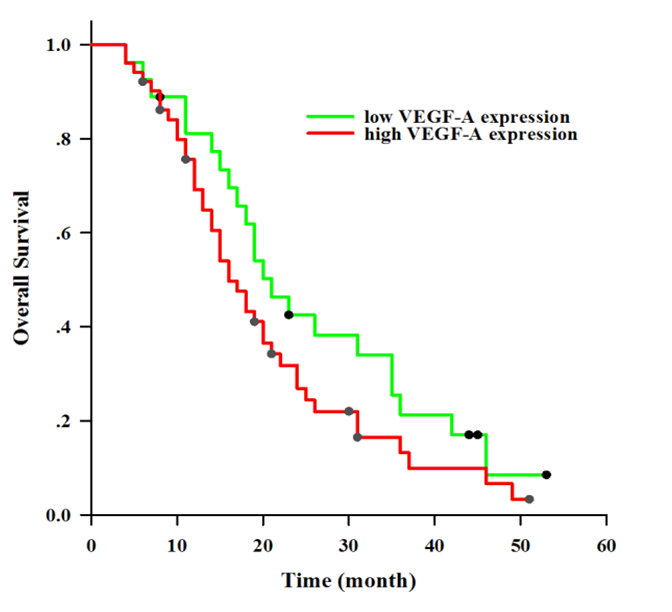 1.0
low VEGF-A expression
high VEGF-A expression
.8
.6
.4
.2
0.0
Overall Survival
0 10 20 30 40 50 60
Time (month)